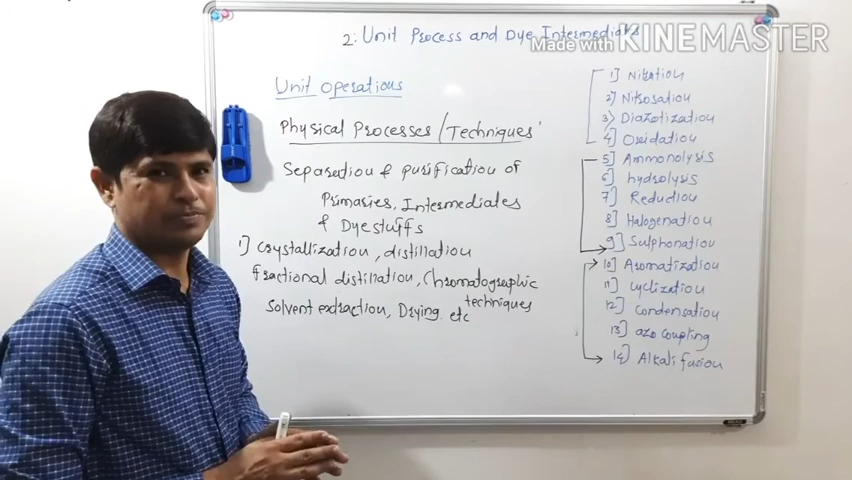 2. Unit Process and Dye Intermediates
Made with KINEMASTER
Unit Operations
Physical Processes/Techniques
Separation & purification of
Primaries, Intermediates
& Dyestuffs
1) Crystallization, distillation
fractional distillation, Chromatographic
techniques
Solvent extraction, Drying etc
1] Nitration
2] Nitrosation
3) Diazotization
4] Oxidation
5] Ammonolysis
6] hydrolysis
7] Reduction
8] Halogenation
9] Sulphonation
10] Aromatization
11] cyclization
12] condensation
13] azo coupling
14] Alkali fusion